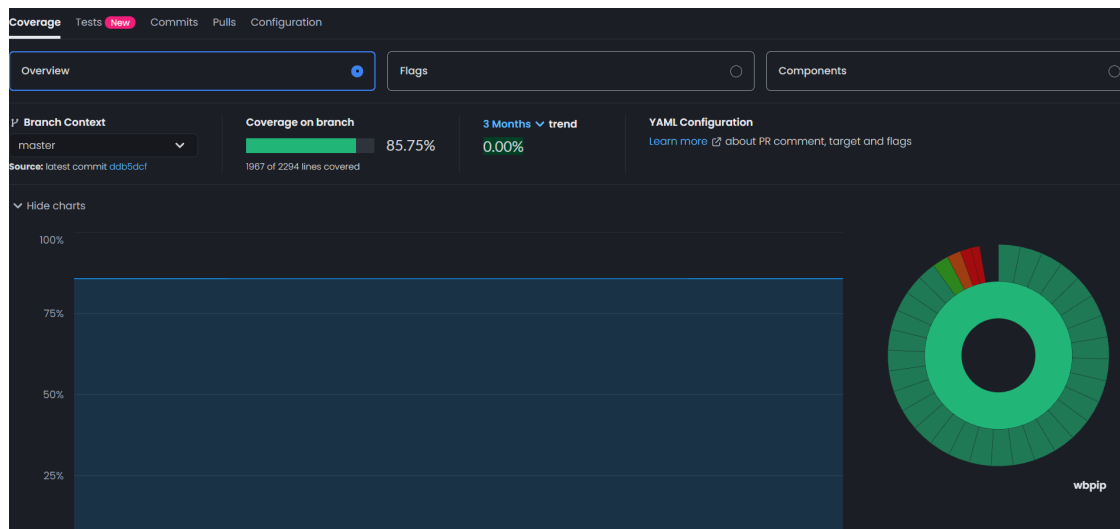 Coverage Tests New Commits Pulls Configuration
Overview Flags Components
Branch Context
master
Source: latest commit ddb5dcf
Coverage on branch
85.75%
1967 of 2294 lines covered
3 Months trend
0.00%
YAML Configuration
Learn more about PR comment, target and flags
Hide charts
100%
75%
50%
25%
wbpip